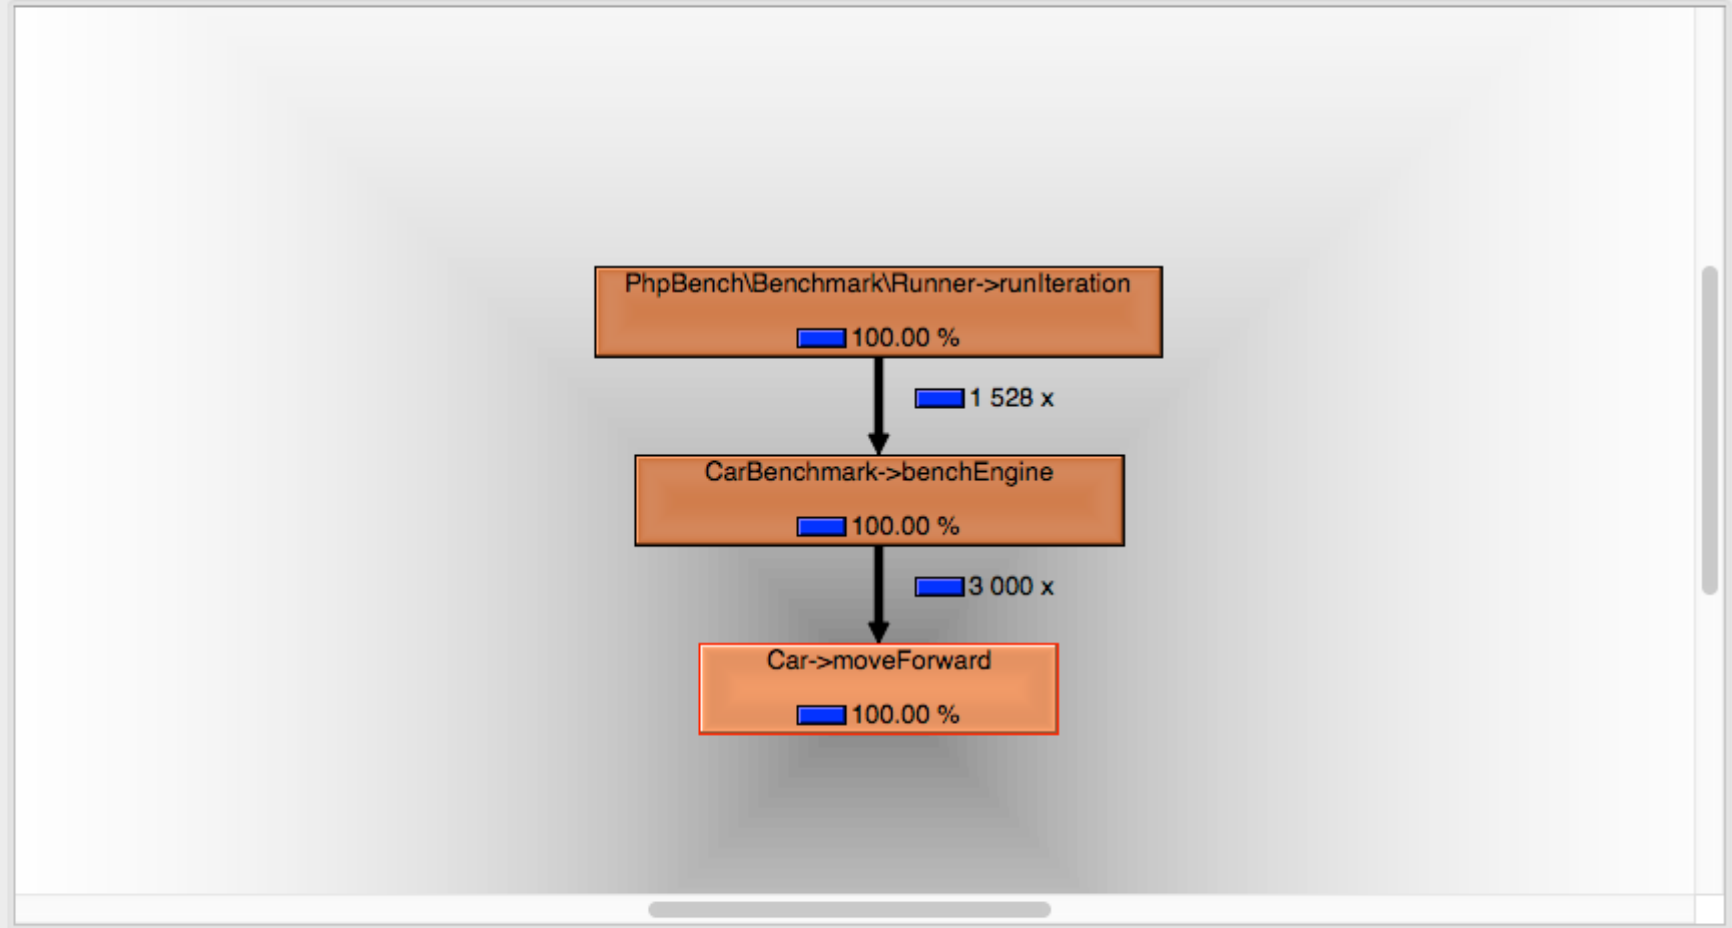 PhpBench\Benchmark\Runner->runIteration
100.00 %
1 528 x
CarBenchmark->benchEngine
100.00 %
3 000 x
Car->moveForward
100.00 %